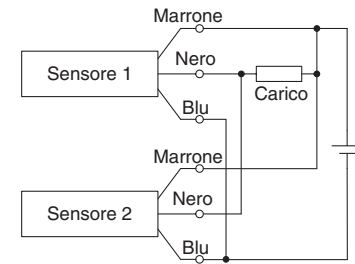 Marrone
Sensore 1
Nero
Carico
Blu
Marrone
Sensore 2
Nero
Blu